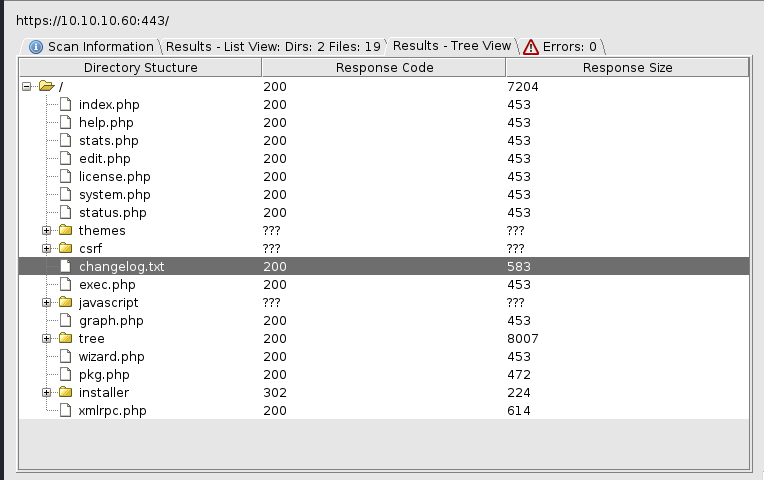 https://10.10.10.60:443/
Scan Information Results - List View: Dirs: 2 Files: 19 Results - Tree View Errors: 0
Directory Stucture Response Code Response Size
/ 200 7204
index.php 200 453
help.php 200 453
stats.php 200 453
edit.php 200 453
license.php 200 453
system.php 200 453
status.php 200 453
themes ??? ???
csrf ??? ???
changelog.txt 200 583
exec.php 200 453
javascript ??? ???
graph.php 200 453
tree 200 8007
wizard.php 200 453
pkg.php 200 472
installer 302 224
xmlrpc.php 200 614